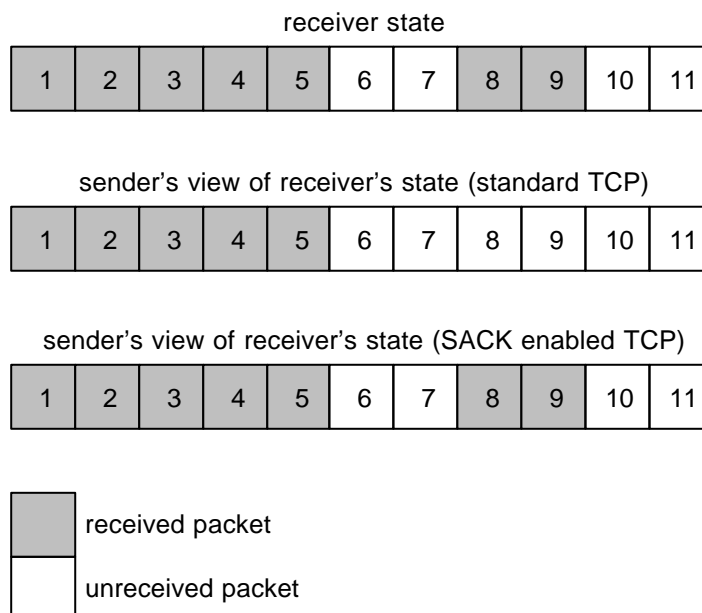 receiver state
1 2 3 4 5 6 7 8 9 10 11
sender's view of receiver's state (standard TCP)
1 2 3 4 5 6 7 8 9 10 11
sender's view of receiver's state (SACK enabled TCP)
1 2 3 4 5 6 7 8 9 10 11
received packet
unreceived packet